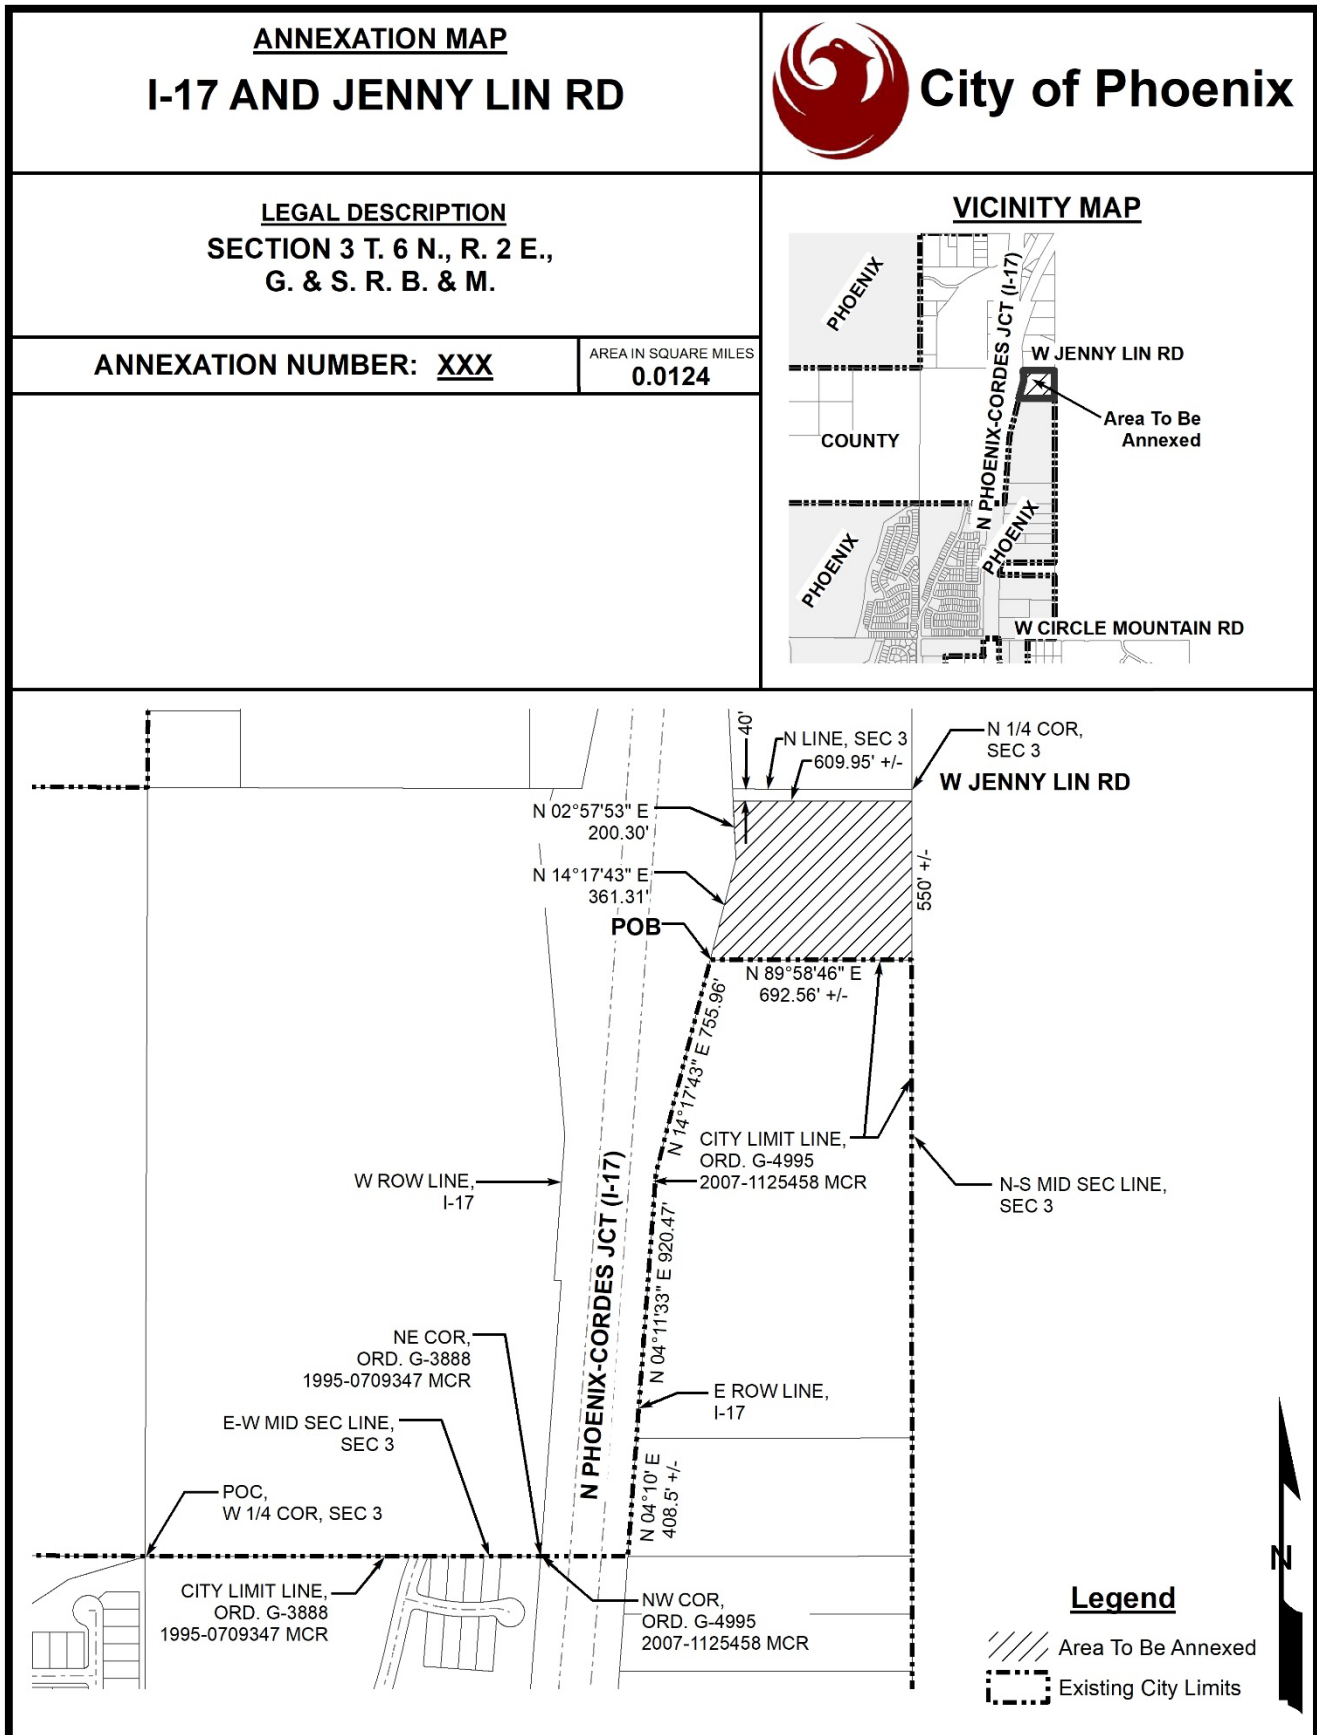 ANNEXATION MAP
I-17 AND JENNY LIN RD
City of Phoenix
LEGAL DESCRIPTION
SECTION 3 T. 6 N., R. 2 E.,
G. & S. R. B. & M.
ANNEXATION NUMBER: XXX
AREA IN SQUARE MILES
0.0124
VICINITY MAP
PHOENIX
N PHOENIX-CORDES JCT (I-17)
W JENNY LIN RD
Area To Be
Annexed
COUNTY
PHOENIX
PHOENIX
W CIRCLE MOUNTAIN RD
40'
N LINE, SEC 3
609.95' +/-
N 1/4 COR,
SEC 3
W JENNY LIN RD
N 02°57'53" E
200.30'
N 14°17'43" E
361.31'
550' +/-
POB
N 89°58'46" E
692.56' +/-
N 14°17'43" E 755.96'
CITY LIMIT LINE,
ORD. G-4995
2007-1125458 MCR
W ROW LINE,
I-17
N-S MID SEC LINE,
SEC 3
N PHOENIX-CORDES JCT (I-17)
N 04°11'33" E 920.47'
NE COR,
ORD. G-3888
1995-0709347 MCR
E ROW LINE,
I-17
E-W MID SEC LINE,
SEC 3
N 04°10' E
408.5' +/-
POC,
W 1/4 COR, SEC 3
CITY LIMIT LINE,
ORD. G-3888
1995-0709347 MCR
NW COR,
ORD. G-4995
2007-1125458 MCR
N
Legend
Area To Be Annexed
Existing City Limits